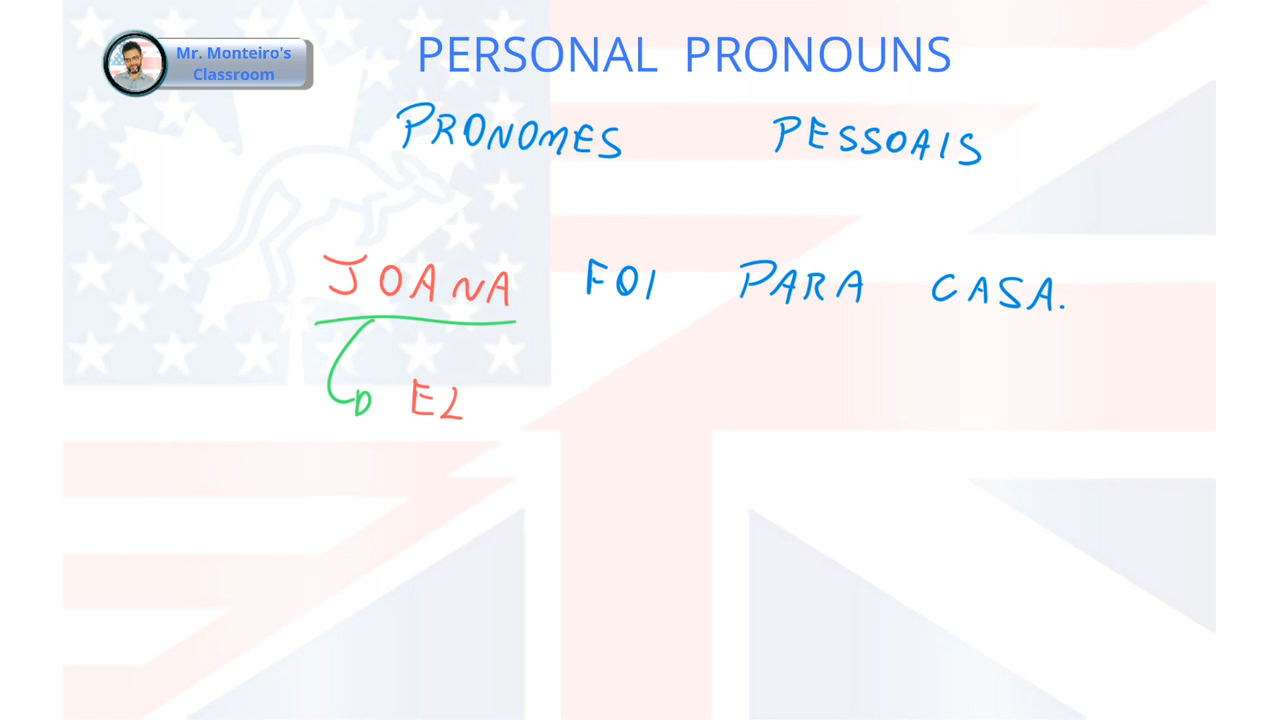 Mr. Monteiro's
Classroom
PERSONAL PRONOUNS
PRONOMES PESSOAIS
JOANA FOI PARA CASA.
EL